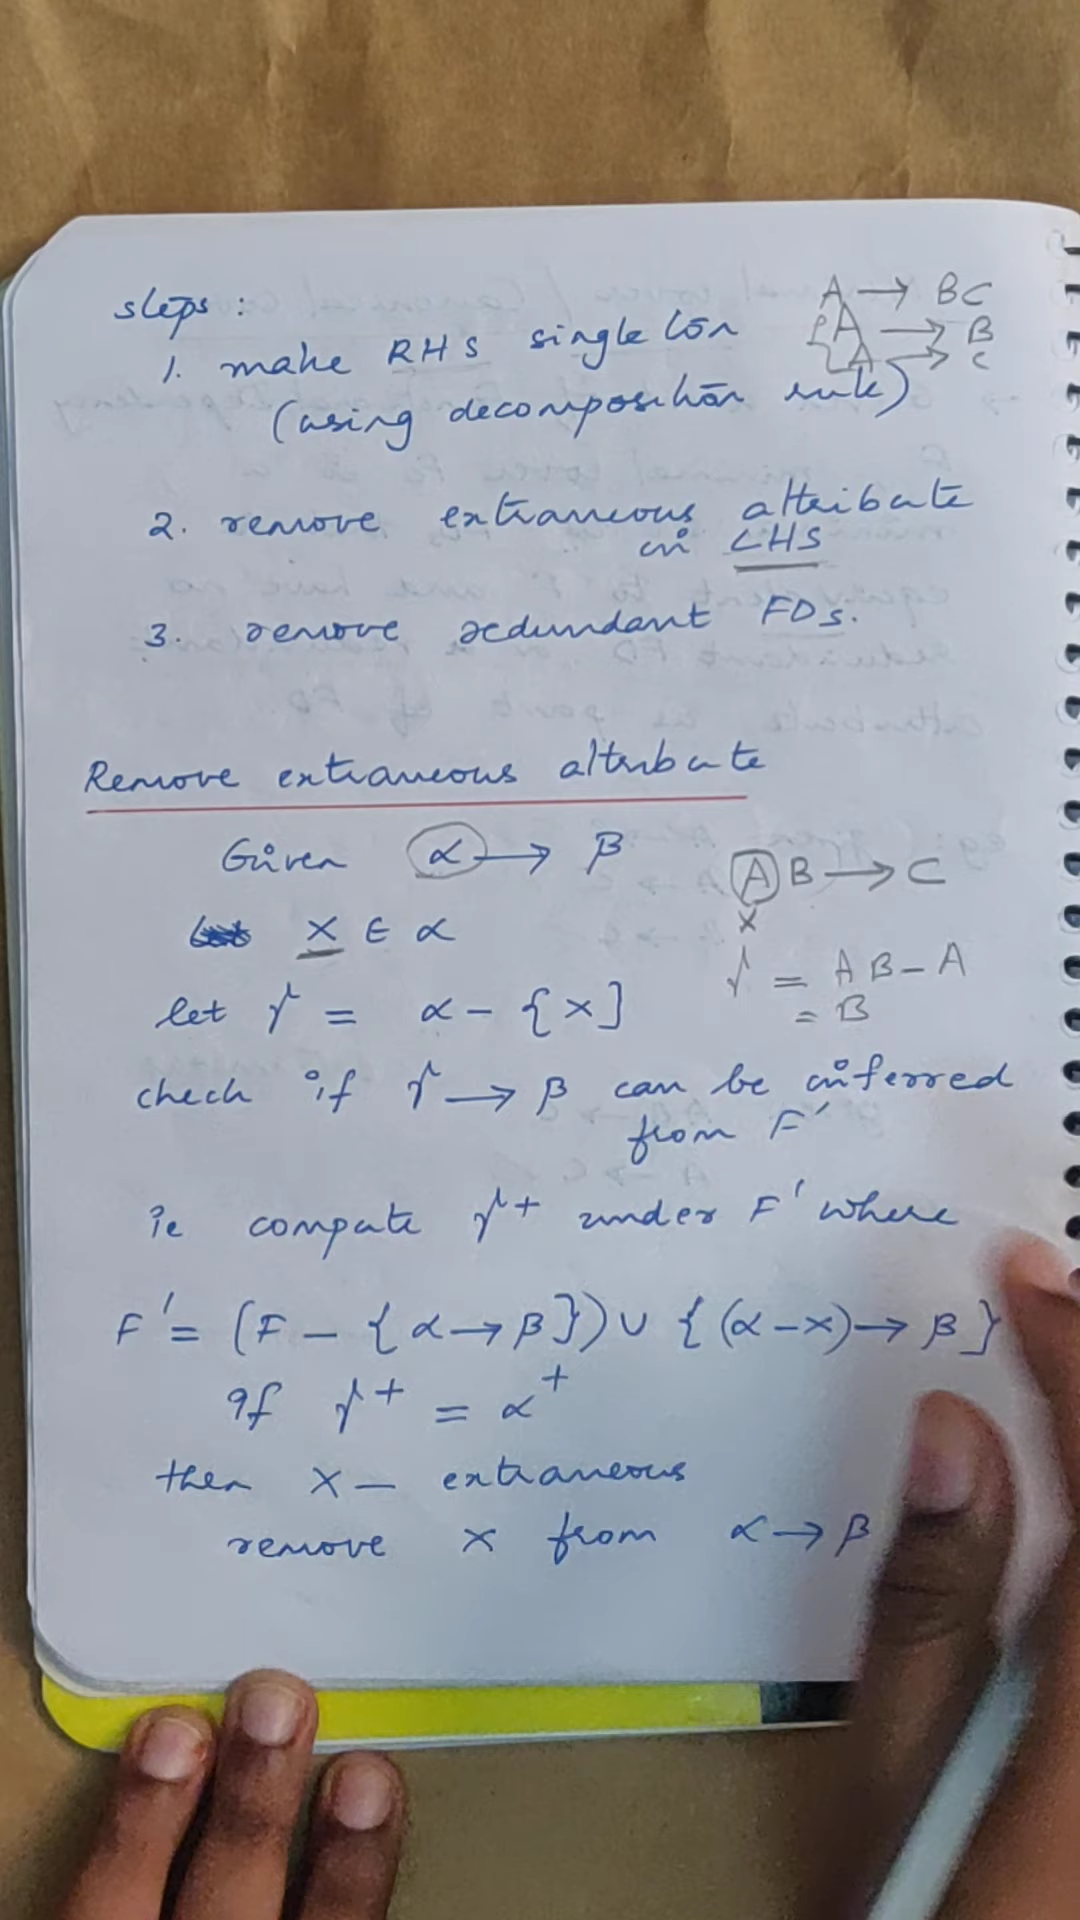 steps:
A → BC
1. make RHS singleton
A → B
A → C
(using decomposition rule)
2. remove extraneous attribute
in LHS
3. remove redundant FDs.
Remove extraneous attribute
Given α → β
AB → C
x
X ∈ α
γ = AB - A
= B
let γ = α - {x}
check if γ → β can be inferred
from F'
ie compute γ+ under F' where
F' = (F - {α → β}) ∪ {(α - x) → β}
If γ+ = α+
then X - extraneous
remove x from α → β